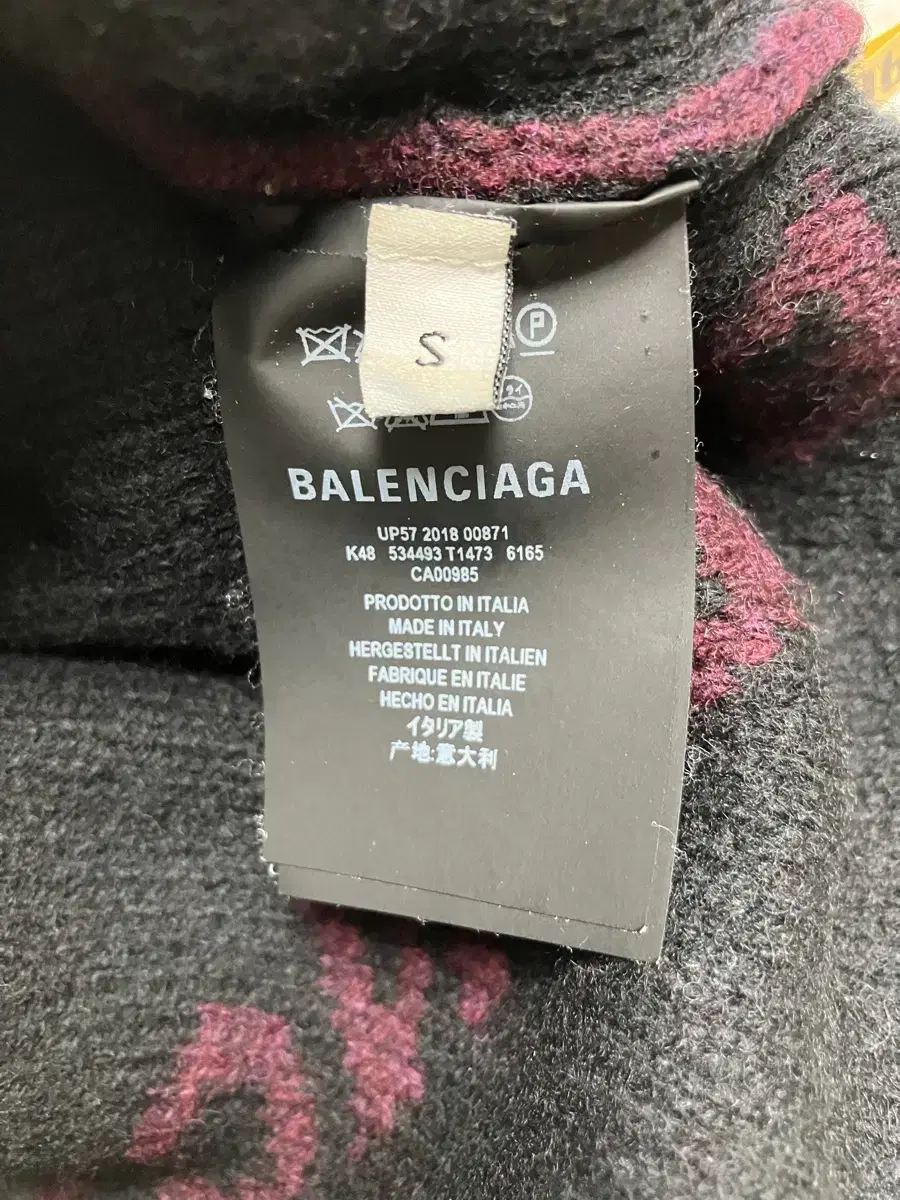 S
P
BALENCIAGA
UP57 2018 00871
K48 534493 T1473 6165
CA00985
PRODOTTO IN ITALIA
MADE IN ITALY
HERGESTELLT IN ITALIEN
FABRIQUE EN ITALIE
HECHO EN ITALIA
イタリア製
产地:意大利